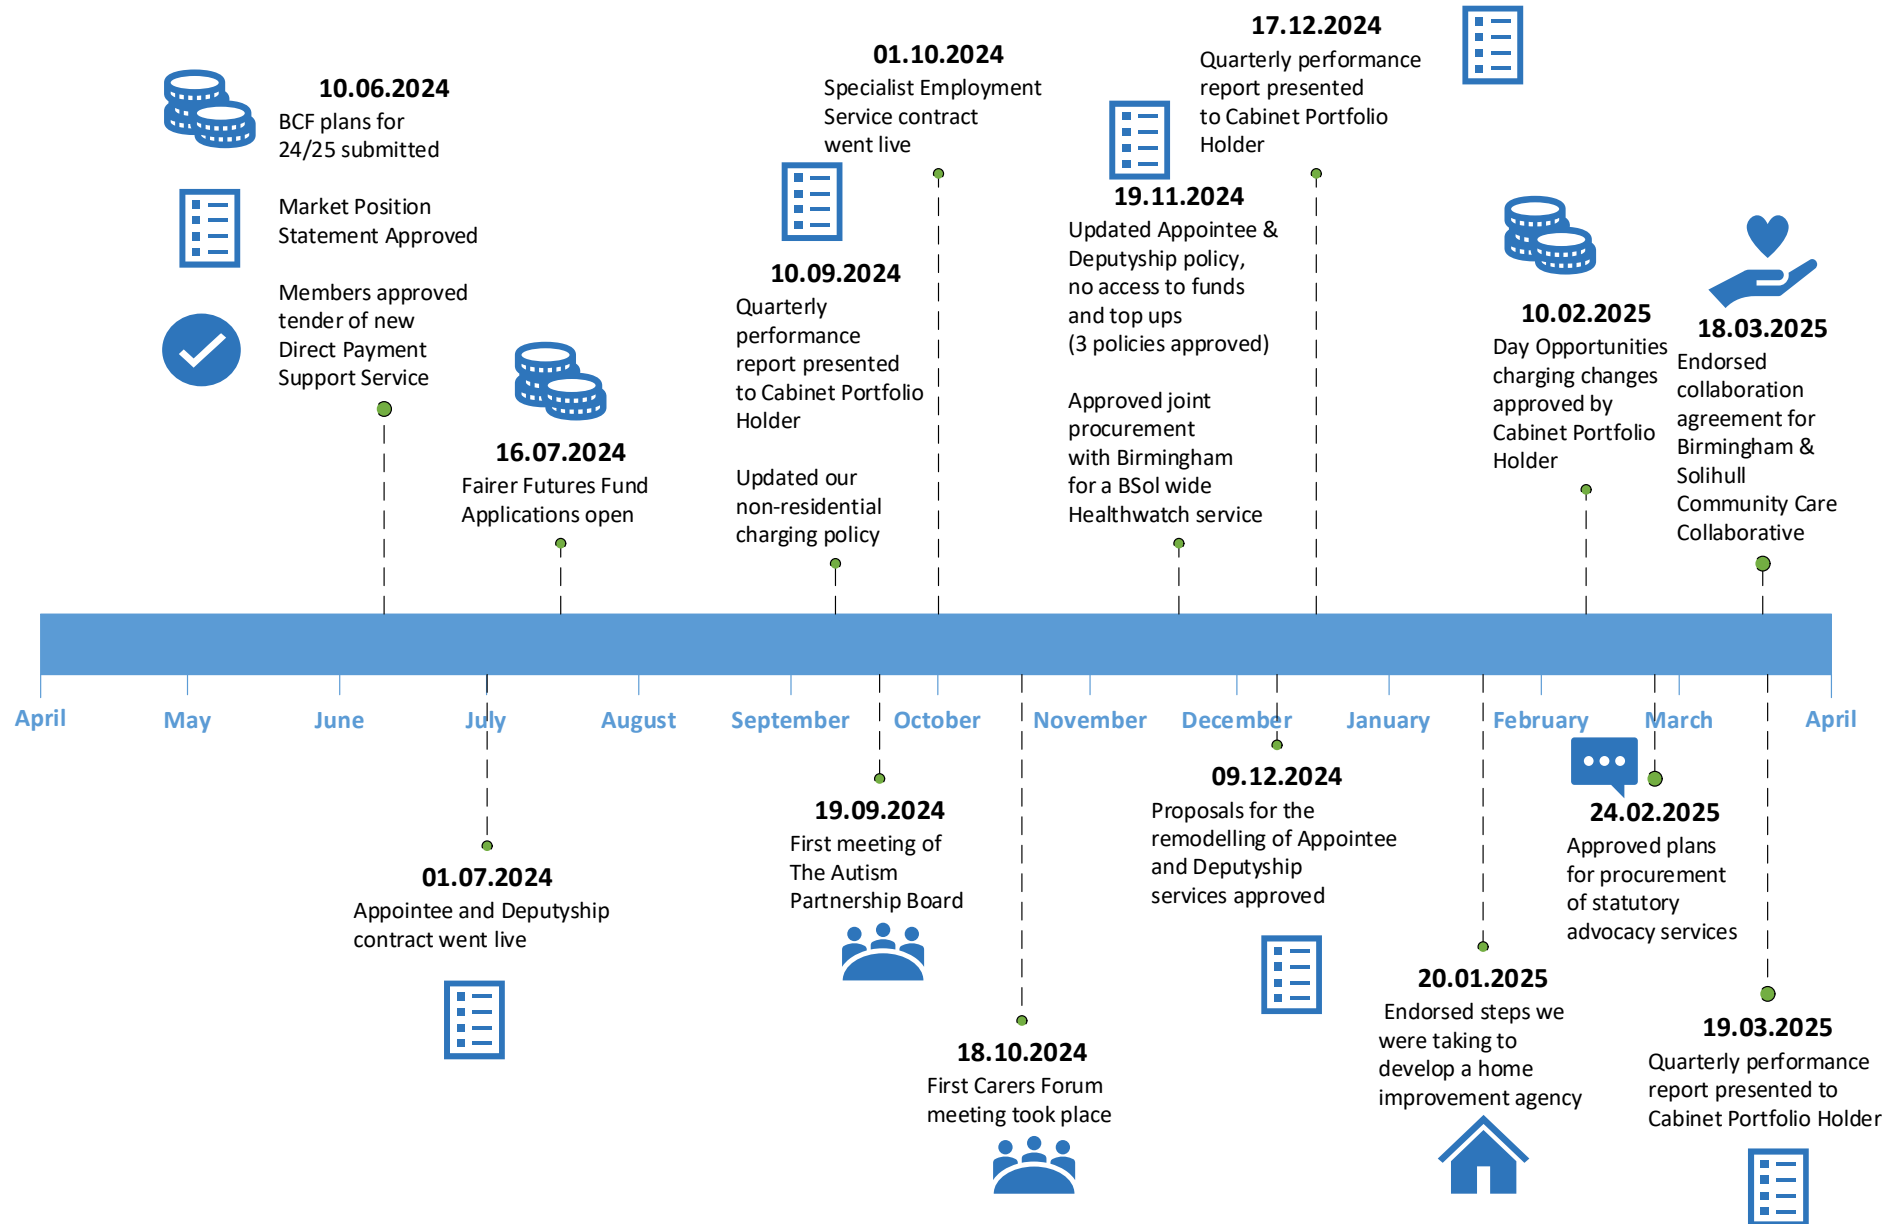 10.06.2024
BCF plans for
24/25 submitted
Market Position
Statement Approved
Members approved
tender of new
Direct Payment
Support Service
16.07.2024
Fairer Futures Fund
Applications open
10.09.2024
Quarterly
performance
report presented
to Cabinet Portfolio
Holder
Updated our
non-residential
charging policy
01.10.2024
Specialist Employment
Service contract
went live
19.11.2024
Updated Appointee &
Deputyship policy,
no access to funds
and top ups
(3 policies approved)
Approved joint
procurement
with Birmingham
for a BSol wide
Healthwatch service
17.12.2024
Quarterly performance
report presented
to Cabinet Portfolio
Holder
10.02.2025
Day Opportunities
charging changes
approved by
Cabinet Portfolio
Holder
18.03.2025
Endorsed
collaboration
agreement for
Birmingham &
Solihull
Community Care
Collaborative
April
May
June
July
August
September
October
November
December
January
February
March
April
01.07.2024
Appointee and Deputyship
contract went live
19.09.2024
First meeting of
The Autism
Partnership Board
18.10.2024
First Carers Forum
meeting took place
09.12.2024
Proposals for the
remodelling of Appointee
and Deputyship
services approved
20.01.2025
Endorsed steps we
were taking to
develop a home
improvement agency
24.02.2025
Approved plans
for procurement
of statutory
advocacy services
19.03.2025
Quarterly performance
report presented to
Cabinet Portfolio Holder